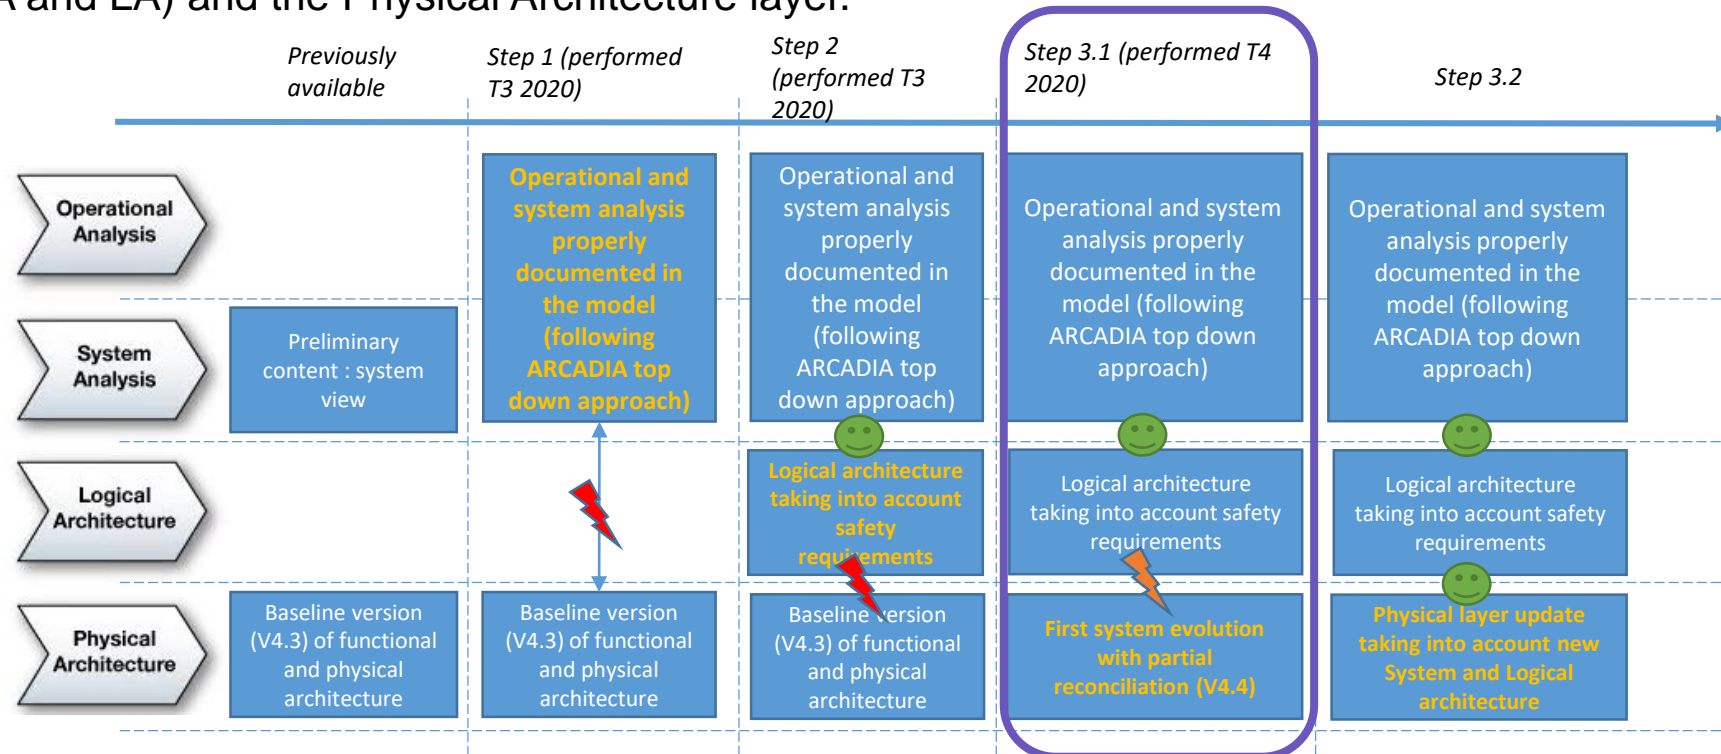 A and LA) and the Physical Architecture layer.
Previously
available
Step 1 (performed
T3 2020)
Step 2
(performed T3
2020)
Step 3.1 (performed T4
2020)
Step 3.2
Operational
Analysis
Operational and
system analysis
properly
documented in
the model
(following
ARCADIA top
down approach)
Operational and
system analysis
properly
documented in
the model
(following
ARCADIA top
down approach)
Operational and system
analysis properly
documented in the
model (following
ARCADIA top down
approach)
Operational and system
analysis properly
documented in the
model (following
ARCADIA top down
approach)
System
Analysis
Preliminary
content : system
view
Logical
Architecture
Logical architecture
taking into account
safety
requirements
Logical architecture
taking into account safety
requirements
Logical architecture
taking into account safety
requirements
Physical
Architecture
Baseline version
(V4.3) of functional
and physical
architecture
Baseline version
(V4.3) of functional
and physical
architecture
Baseline version
(V4.3) of functional
and physical
architecture
First system evolution
with partial
reconciliation (V4.4)
Physical layer update
taking into account new
System and Logical
architecture